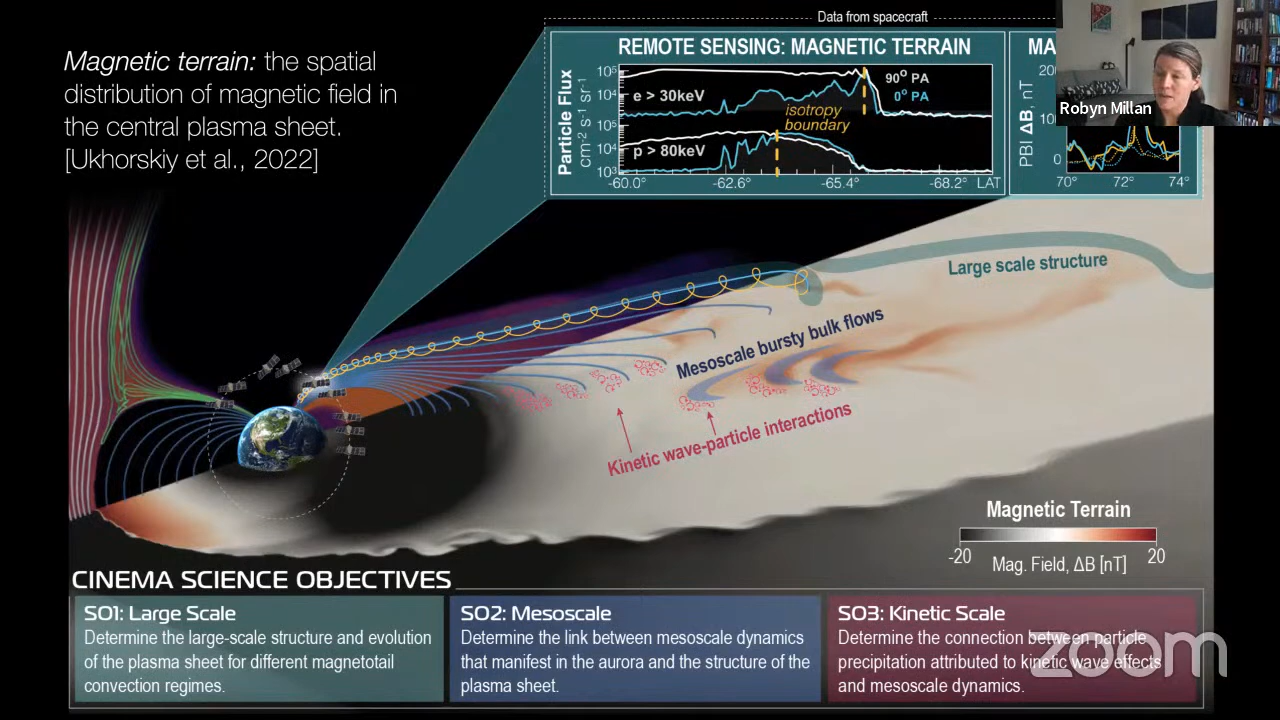 Data from spacecraft
Magnetic terrain: the spatial
distribution of magnetic field in
the central plasma sheet.
[Ukhorskiy et al., 2022]
REMOTE SENSING: MAGNETIC TERRAIN
Particle Flux
cm⁻² s⁻¹ sr⁻¹
10⁵
10⁴
10⁵
10⁴
10³
e > 30keV
p > 80keV
90° PA
0° PA
isotropy
boundary
-60.0° -62.6° -65.4° -68.2° LAT
MA
PBI ΔB, nT
0
70° 72° 74°
Robyn Millan
Large scale structure
Mesoscale bursty bulk flows
Kinetic wave-particle interactions
Magnetic Terrain
-20 20
Mag. Field, ΔB [nT]
CINEMA SCIENCE OBJECTIVES
SO1: Large Scale
Determine the large-scale structure and evolution
of the plasma sheet for different magnetotail
convection regimes.
SO2: Mesoscale
Determine the link between mesoscale dynamics
that manifest in the aurora and the structure of the
plasma sheet.
SO3: Kinetic Scale
Determine the connection between particle
precipitation attributed to kinetic wave effects
and mesoscale dynamics.
zoom